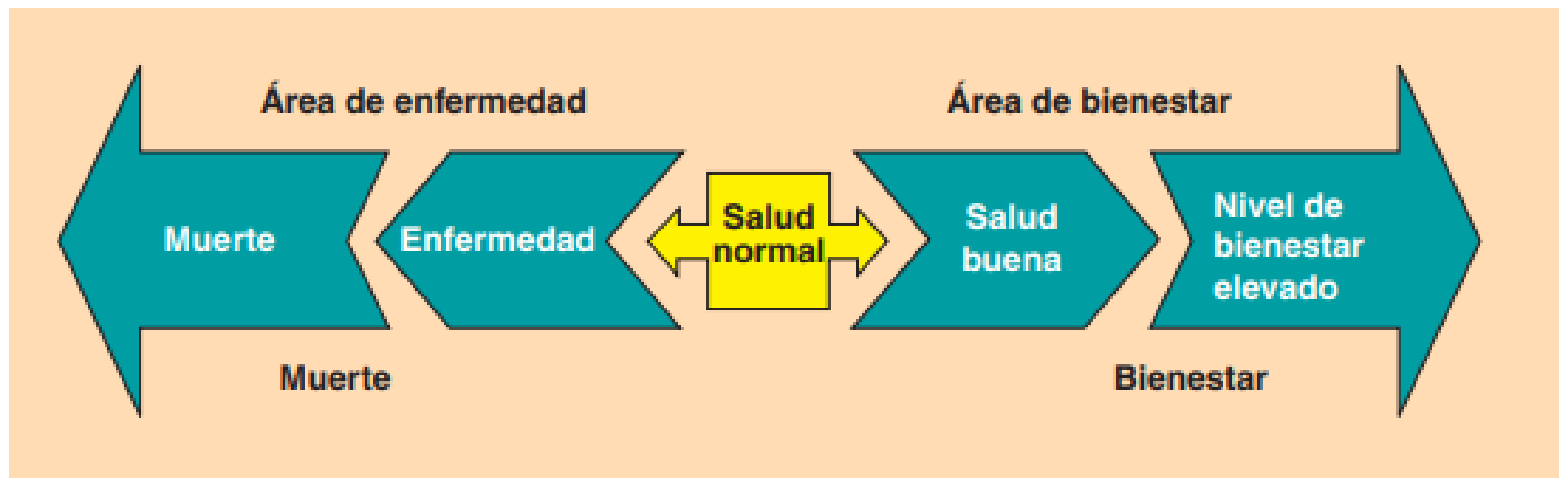 Área de enfermedad
Área de bienestar
Muerte
Enfermedad
Salud
normal
Salud
buena
Nivel de
bienestar
elevado
Muerte
Bienestar